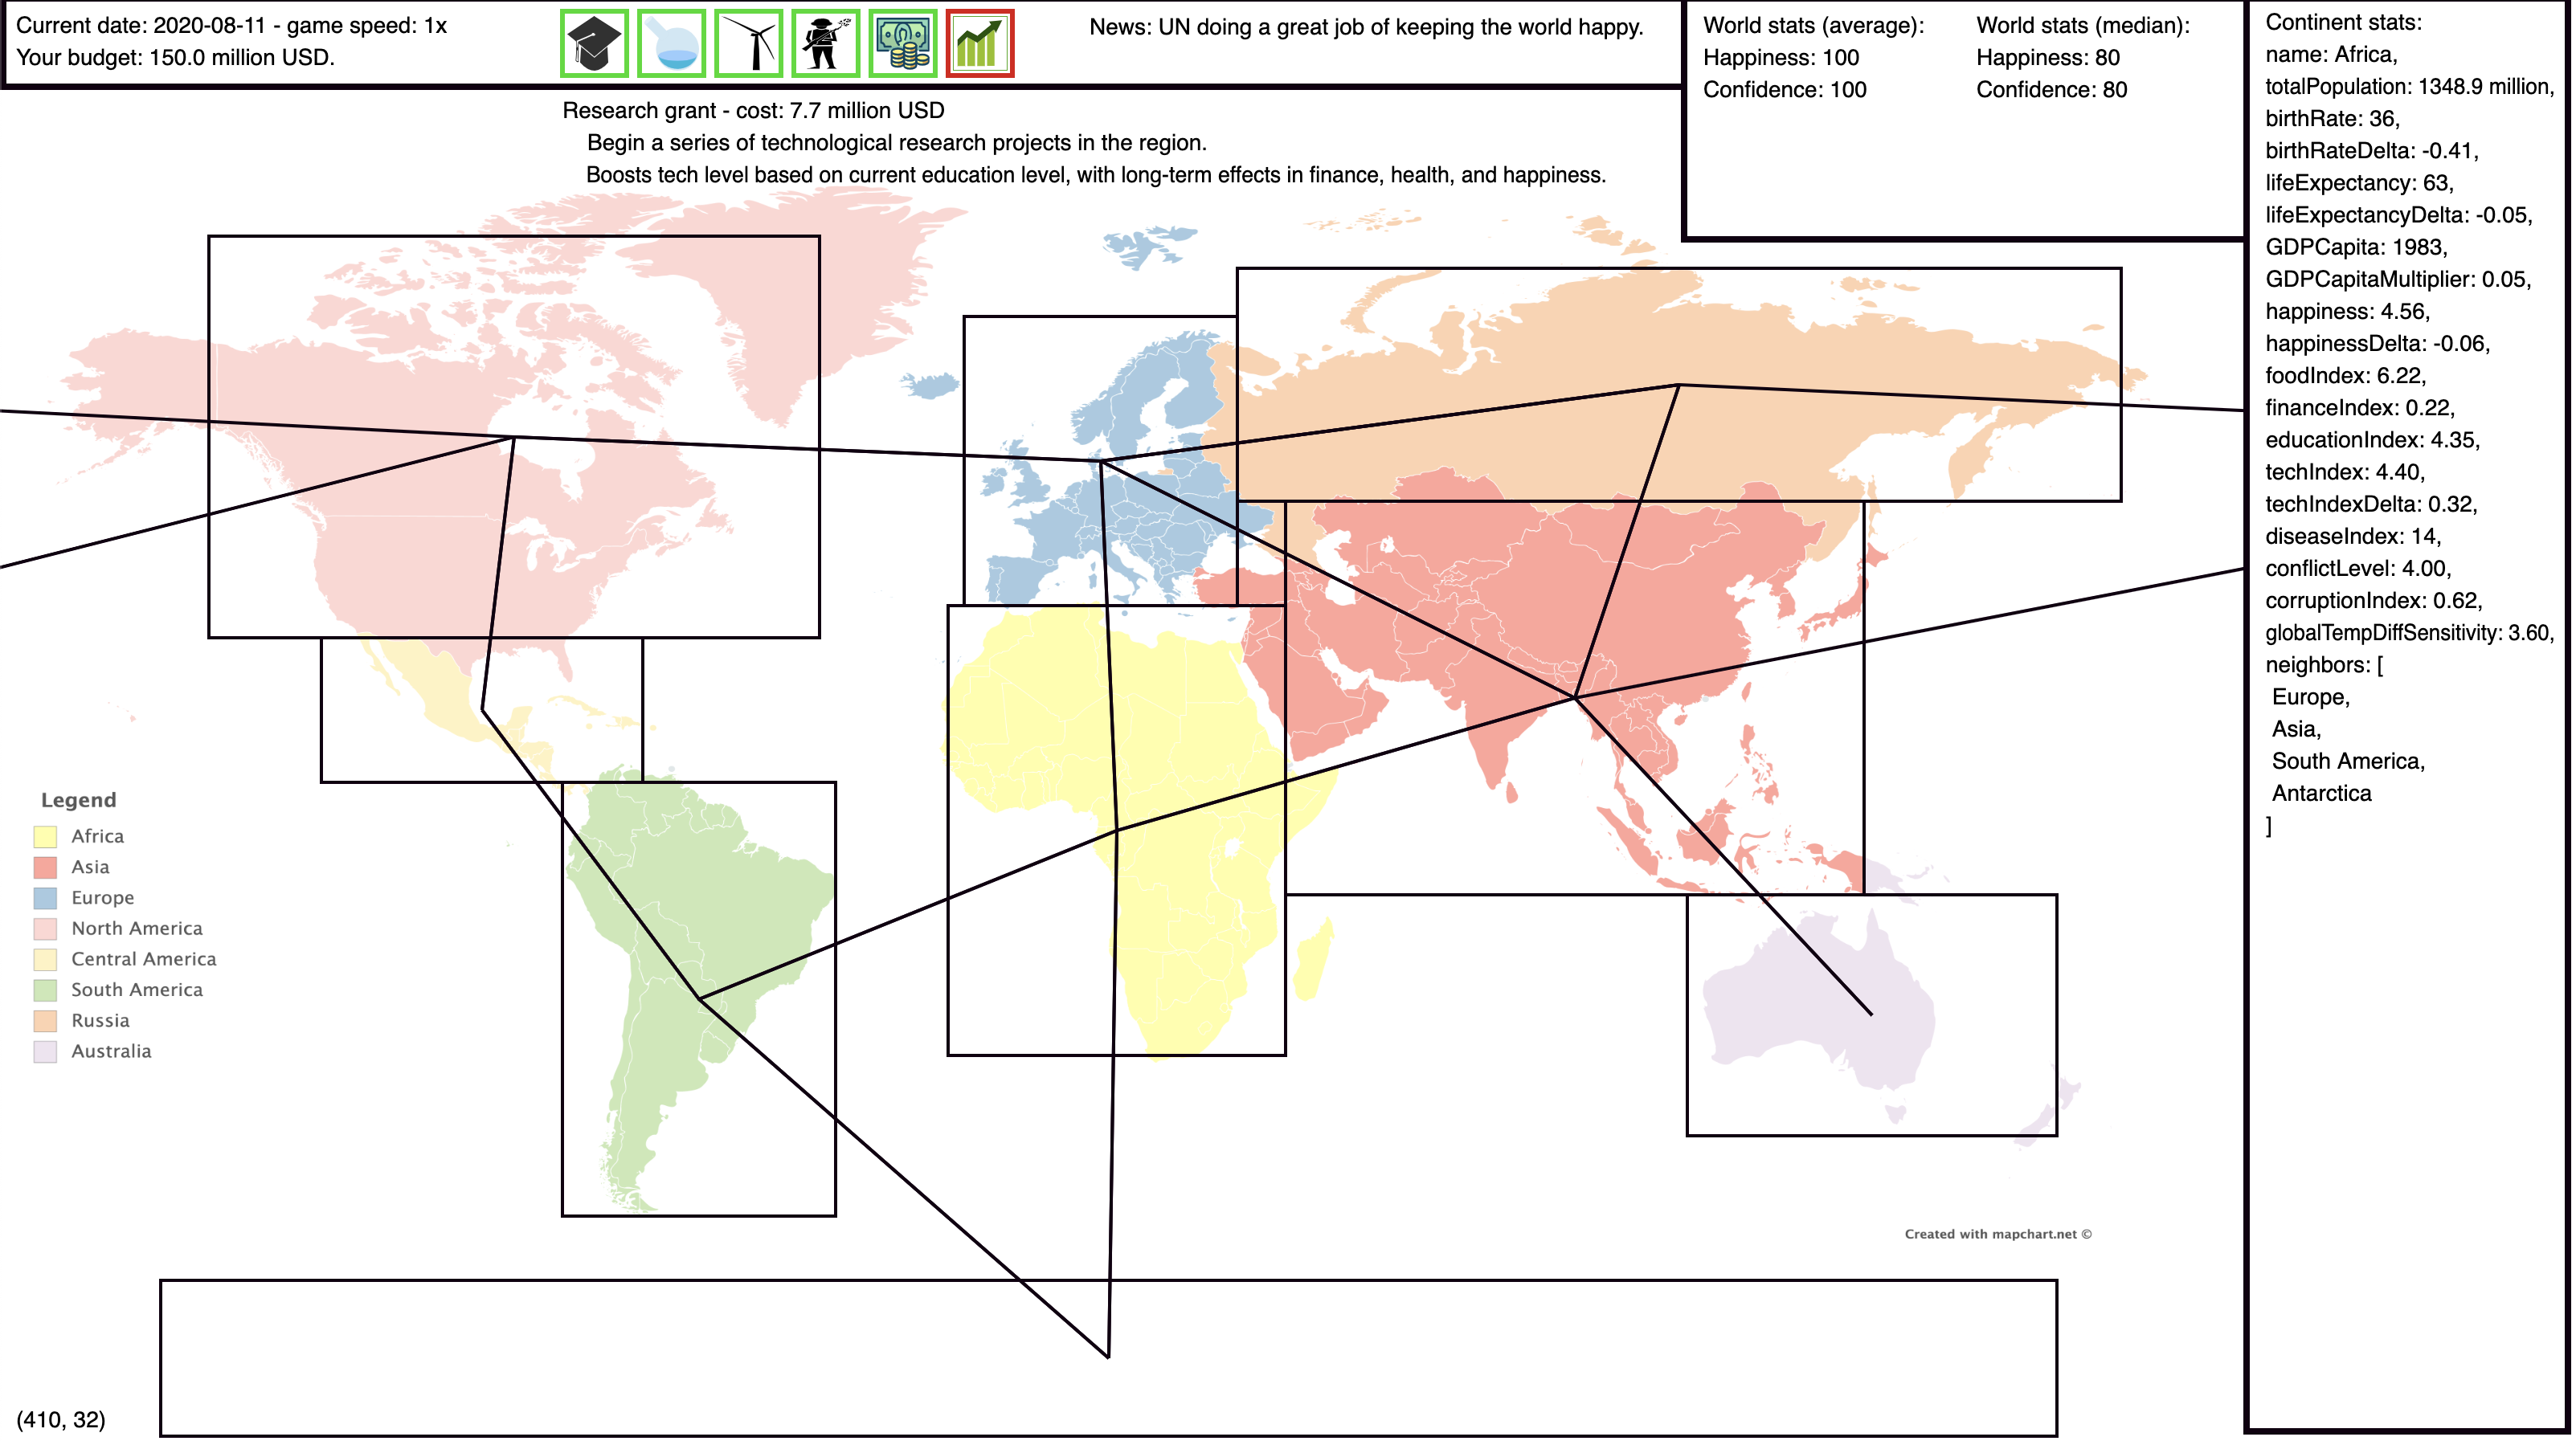 Current date: 2020-08-11 - game speed: 1x
Your budget: 150.0 million USD.
News: UN doing a great job of keeping the world happy.
World stats (average):
Happiness: 100
Confidence: 100
World stats (median):
Happiness: 80
Confidence: 80
Research grant - cost: 7.7 million USD
Begin a series of technological research projects in the region.
Boosts tech level based on current education level, with long-term effects in finance, health, and happiness.
Continent stats:
name: Africa,
totalPopulation: 1348.9 million,
birthRate: 36,
birthRateDelta: -0.41,
lifeExpectancy: 63,
lifeExpectancyDelta: -0.05,
GDPCapita: 1983,
GDPCapitaMultiplier: 0.05,
happiness: 4.56,
happinessDelta: -0.06,
foodIndex: 6.22,
financeIndex: 0.22,
educationIndex: 4.35,
techIndex: 4.40,
techIndexDelta: 0.32,
diseaseIndex: 14,
conflictLevel: 4.00,
corruptionIndex: 0.62,
globalTempDiffSensitivity: 3.60,
neighbors: [
Europe,
Asia,
South America,
Antarctica
]
Legend
Africa
Asia
Europe
North America
Central America
South America
Russia
Australia
Created with mapchart.net ©
(410, 32)